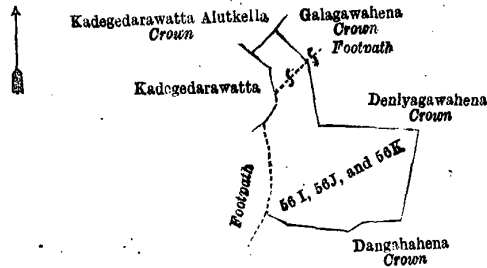 Kadegedarawatta Alutkella
Crown
Galagawahena
Crown
Footpath
Kadegedarawatta
Denlyagawahena
Crown
56 I, 56J, and 56K
Footpath
Dangahahena
Crown